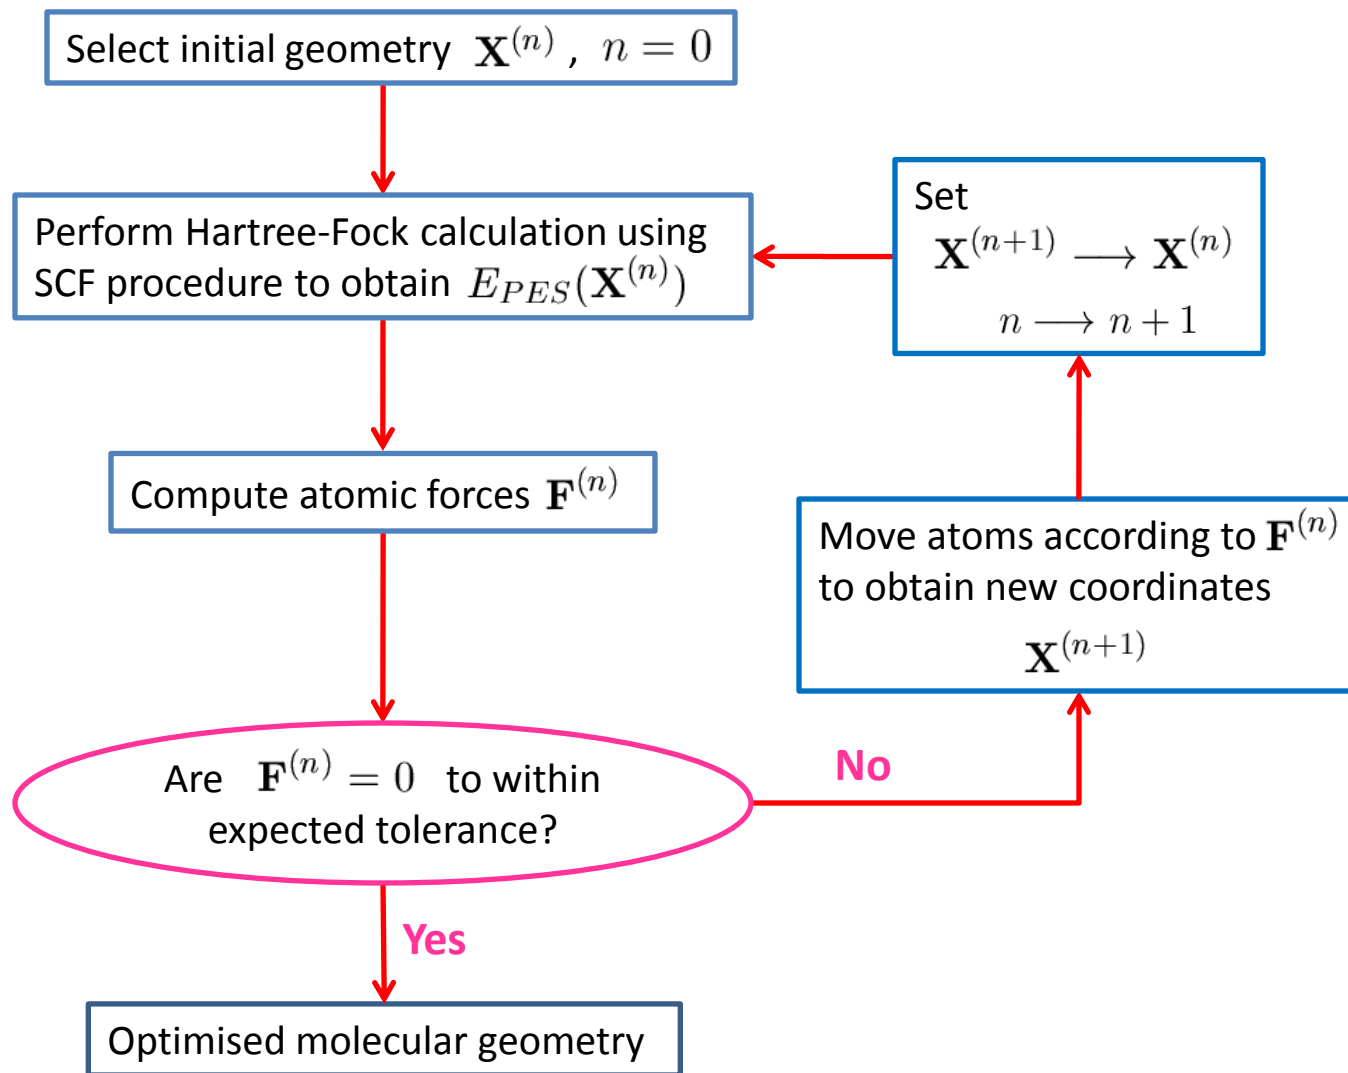 Select initial geometry X^(n) , n = 0
Perform Hartree-Fock calculation using
SCF procedure to obtain E_PES(X^(n))
Compute atomic forces F^(n)
Are F^(n) = 0 to within
expected tolerance?
Yes
Optimised molecular geometry
No
Move atoms according to F^(n)
to obtain new coordinates
X^(n+1)
Set
X^(n+1) ⟶ X^(n)
n ⟶ n + 1